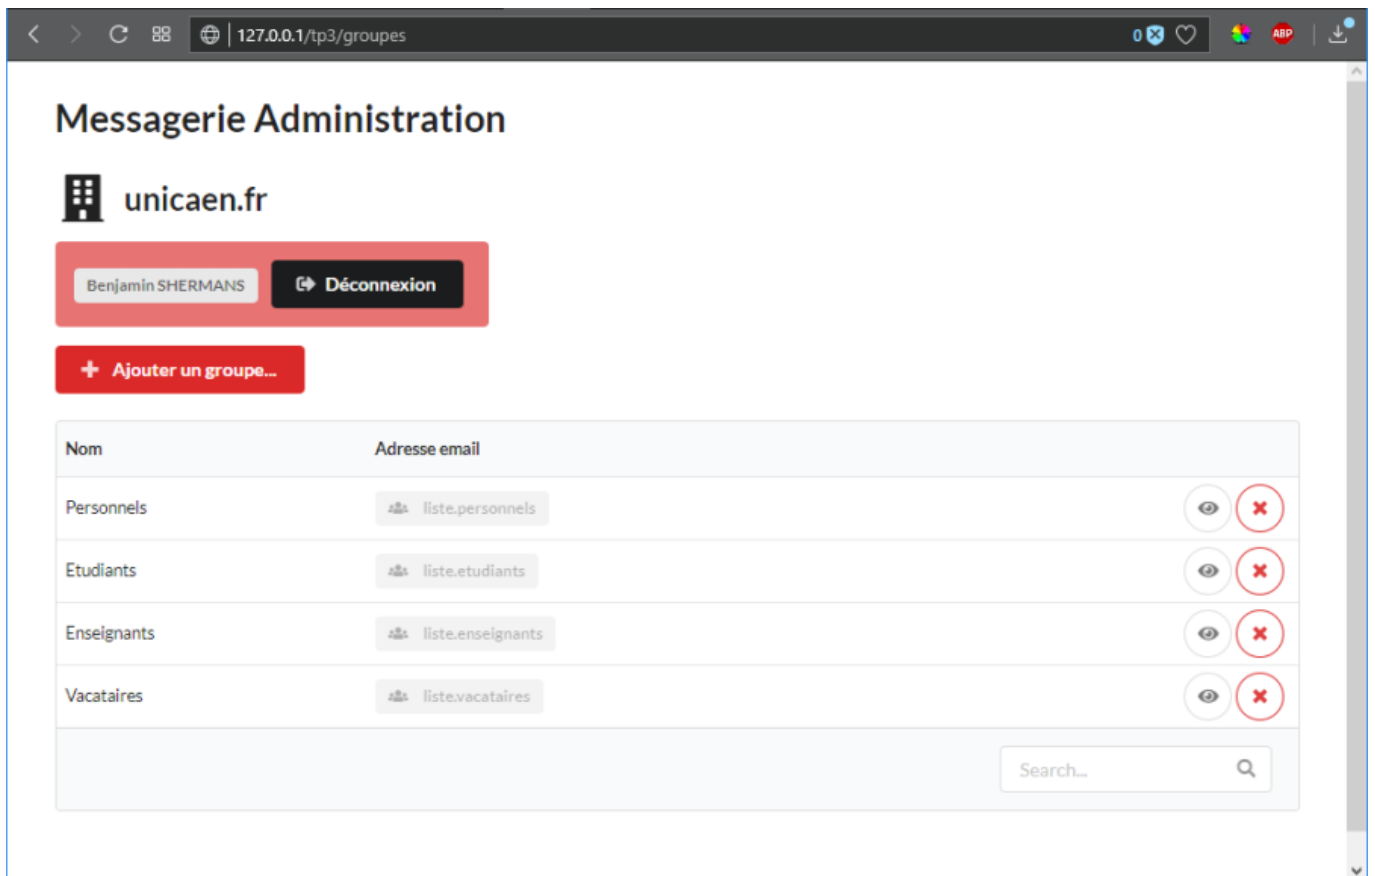 127.0.0.1/tp3/groupes
0
ABP
Messagerie Administration
unicaen.fr
Benjamin SHERMANS
Déconnexion
Ajouter un groupe...
Nom Adresse email
Personnels liste.personnels
Etudiants liste.etudiants
Enseignants liste.enseignants
Vacataires liste.vacataires
Search...